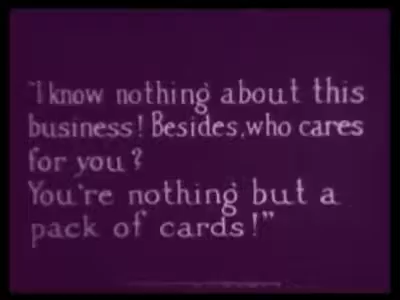 "I know nothing about this
business! Besides, who cares
for you?
You're nothing but a
pack of cards!"